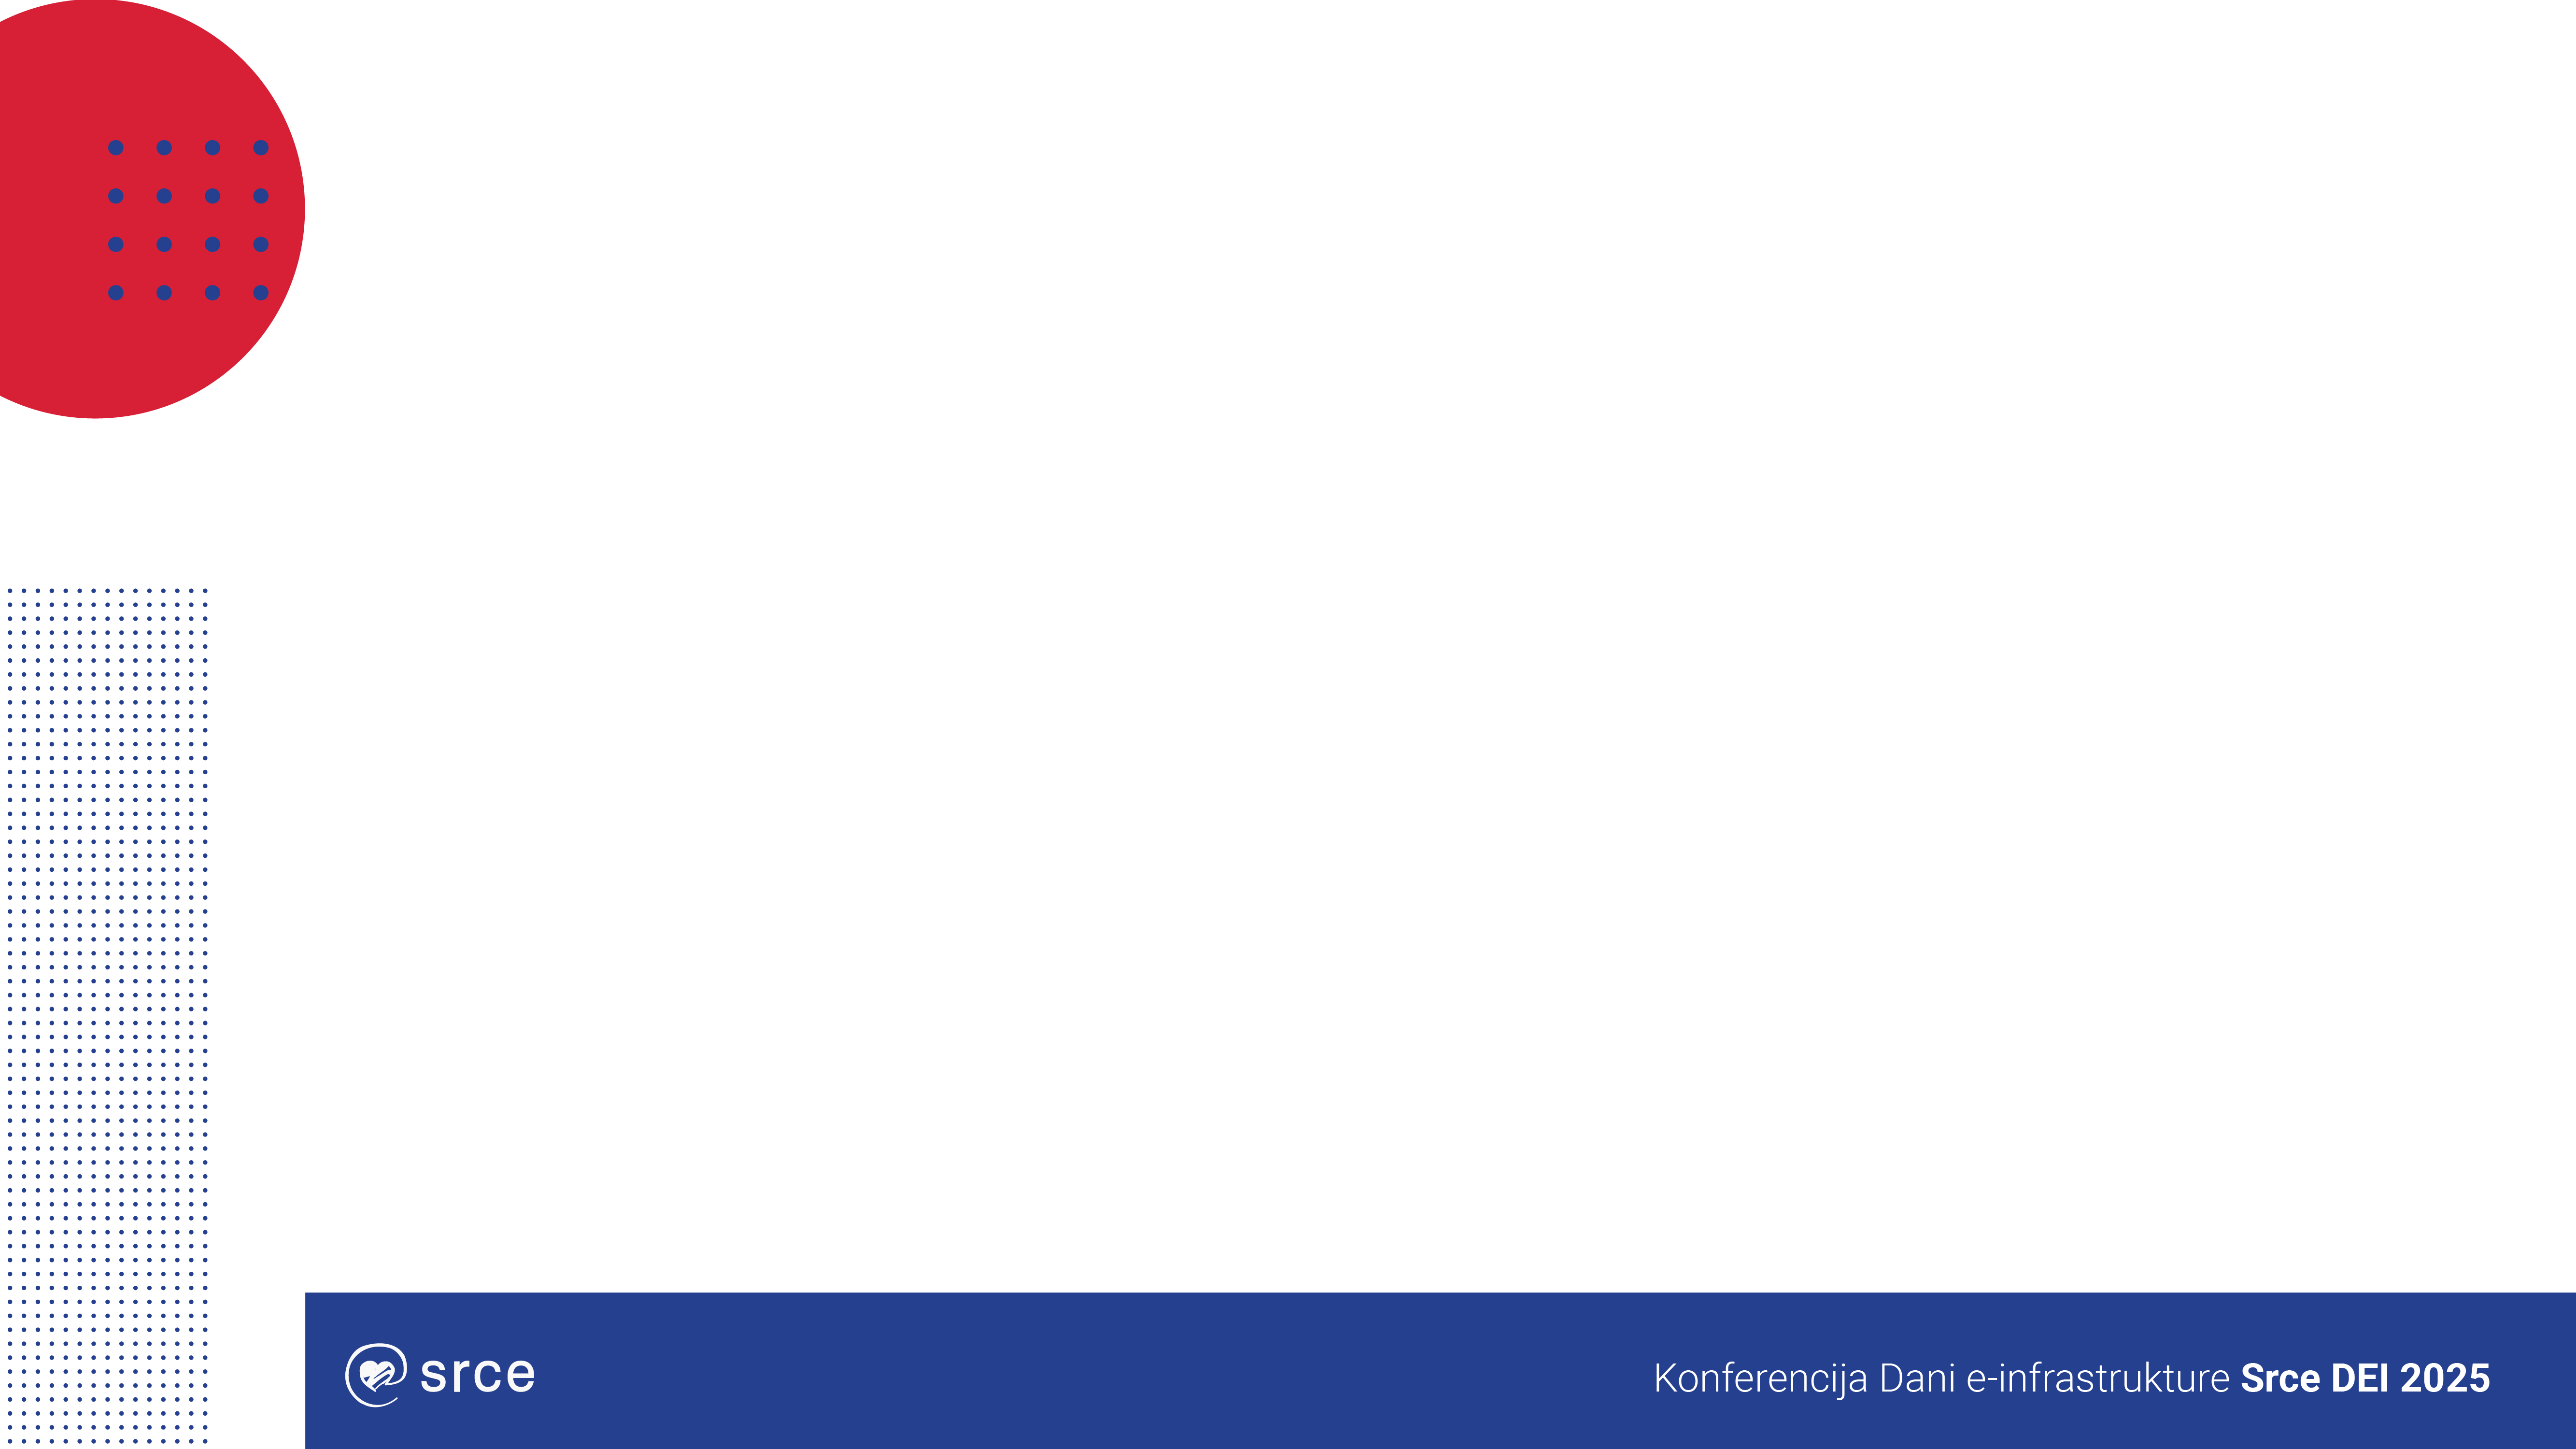 srce
Konferencija Dani e-infrastrukture Srce DEI 2025